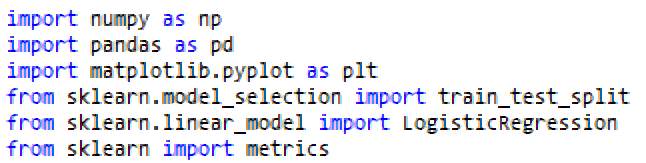 import numpy as np
import pandas as pd
import matplotlib.pyplot as plt
from sklearn.model_selection import train_test_split
from sklearn.linear_model import LogisticRegression
from sklearn import metrics